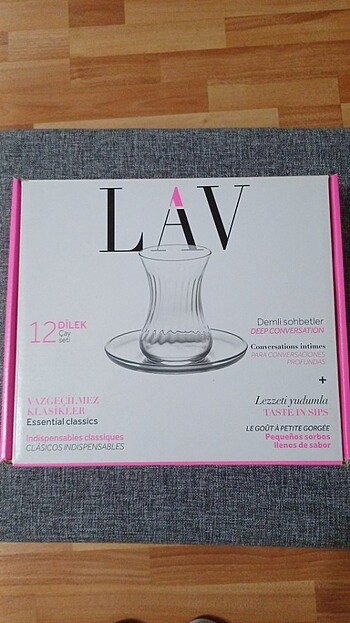 LAV
12 DİLEK
Çay
seti
Demli sohbetler
DEEP CONVERSATION
Conversations intimes
PARA CONVERSACIONES
PROFUNDAS
+
VAZGEÇİLMEZ
KLASİKLER
Essential classics
Indispensables classiques
CLÁSICOS INDISPENSABLES
Lezzeti yudumla
TASTE IN SIPS
LE GOÛT À PETITE GORGÉE
Pequeños sorbos
llenos de sabor